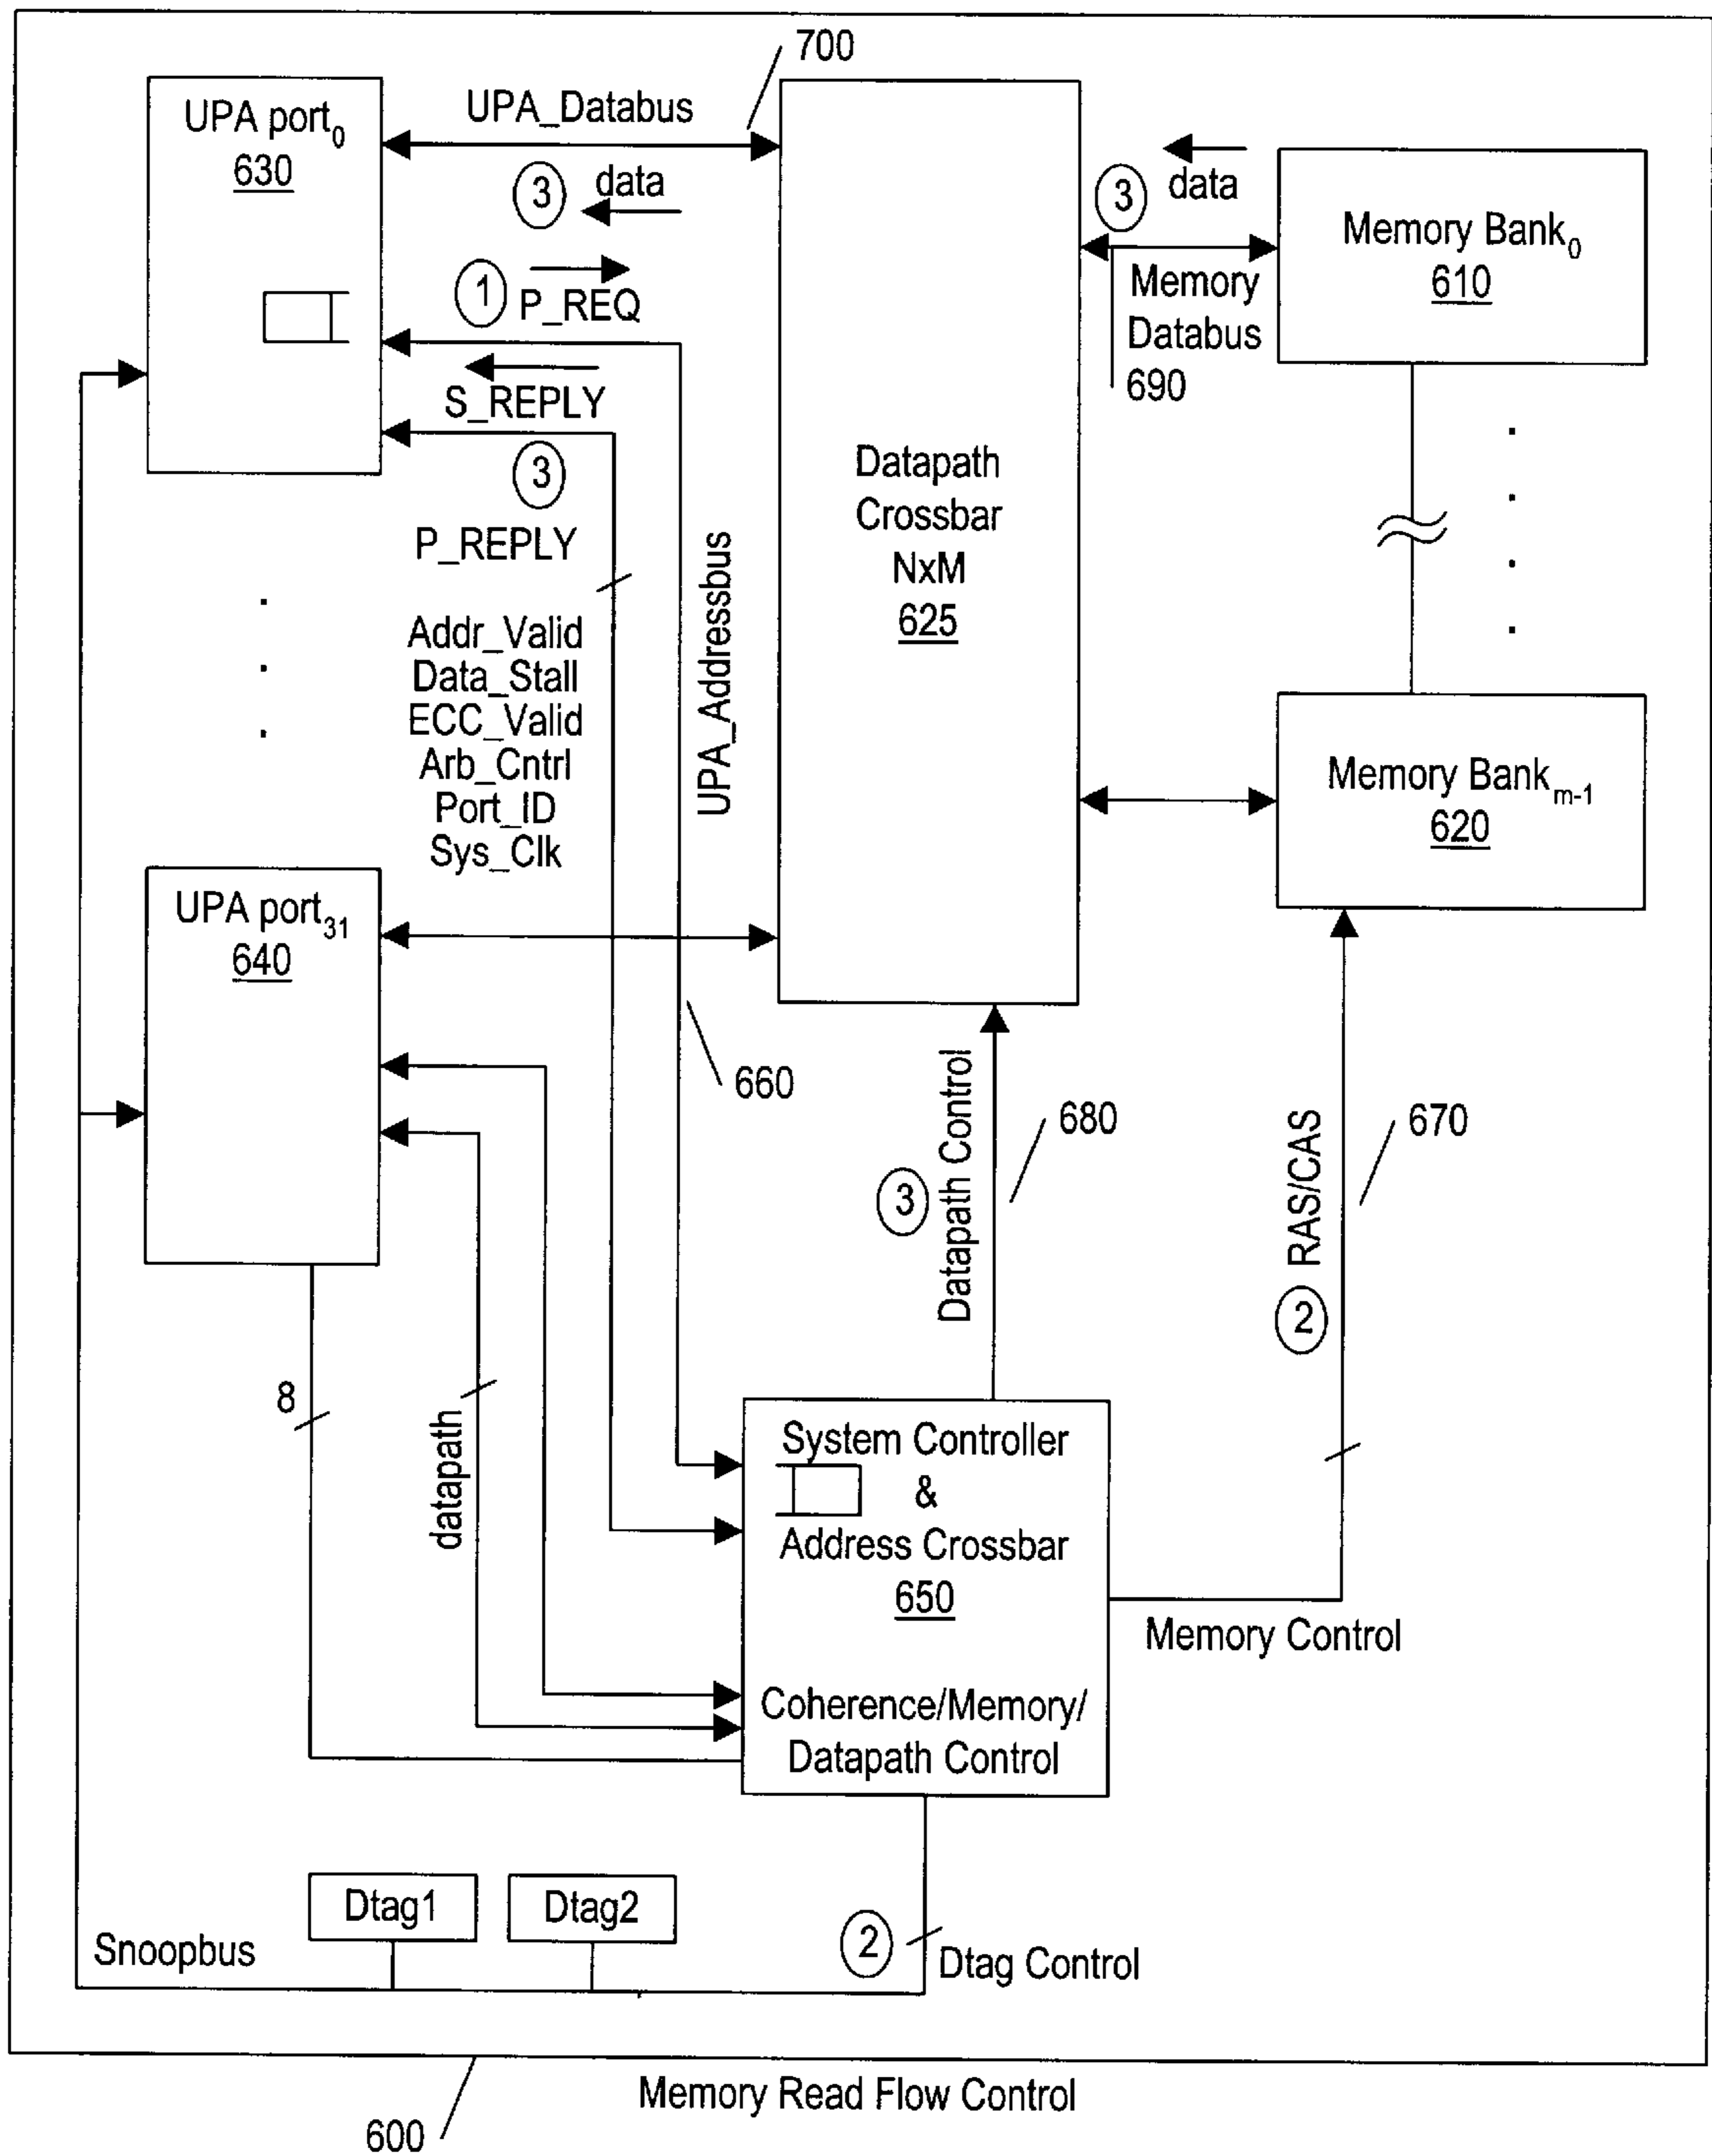 700
UPA port0
630
UPA_Databus
3 data
1 P_REQ
S_REPLY
3
P_REPLY
Addr_Valid
Data_Stall
ECC_Valid
Arb_Cntrl
Port_ID
Sys_Clk
UPA_Addressbus
Datapath
Crossbar
NxM
625
3 data
Memory
Databus
690
Memory Bank0
610
Memory Bankm-1
620
UPA port31
640
660
3 Datapath Control
680
2 RAS/CAS
670
8
datapath
System Controller
&
Address Crossbar
650
Coherence/Memory/
Datapath Control
Memory Control
Dtag1
Dtag2
Snoopbus
2
Dtag Control
Memory Read Flow Control
600